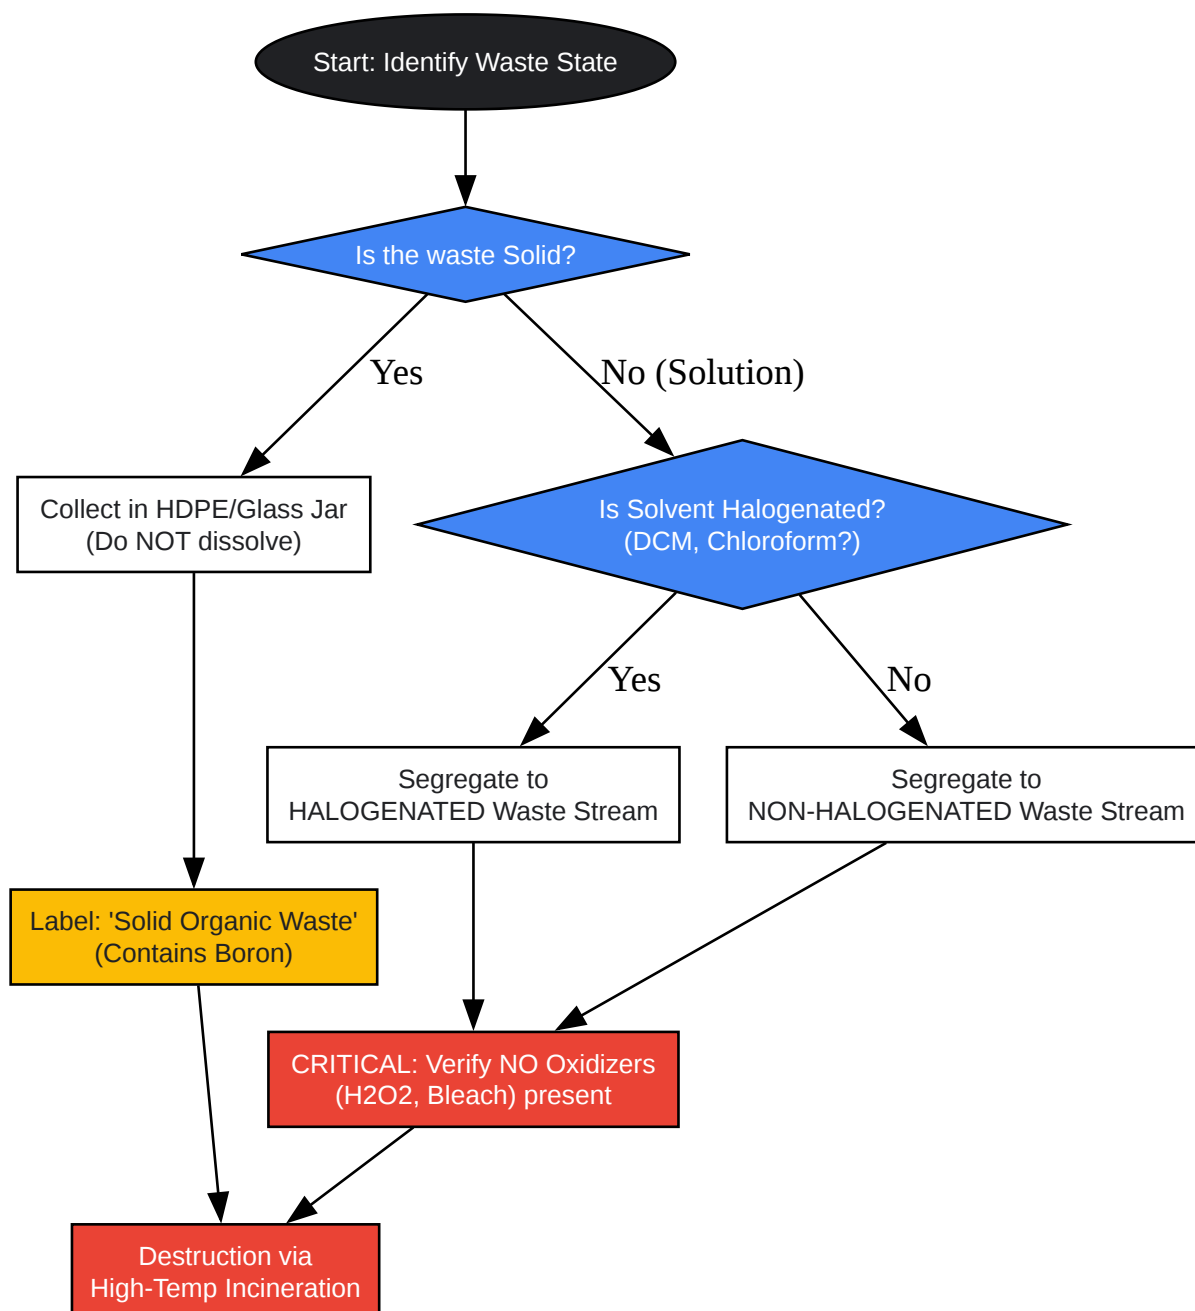 Start: Identify Waste State
Is the waste Solid?
Yes
No (Solution)
Collect in HDPE/Glass Jar
(Do NOT dissolve)
Is Solvent Halogenated?
(DCM, Chloroform?)
Yes
No
Segregate to
HALOGENATED Waste Stream
Segregate to
NON-HALOGENATED Waste Stream
Label: 'Solid Organic Waste'
(Contains Boron)
CRITICAL: Verify NO Oxidizers
(H2O2, Bleach) present
Destruction via
High-Temp Incineration